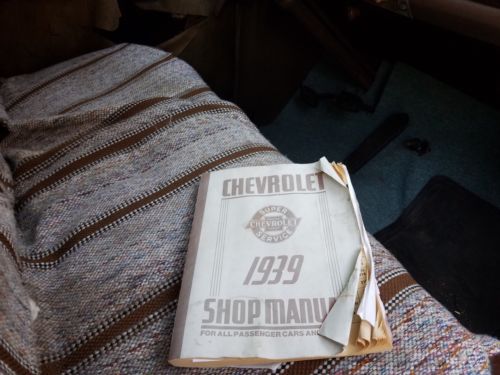 CHEVROLET
SUPER
CHEVROLET
SERVICE
1939
SHOP MANU
FOR ALL PASSENGER CARS AN